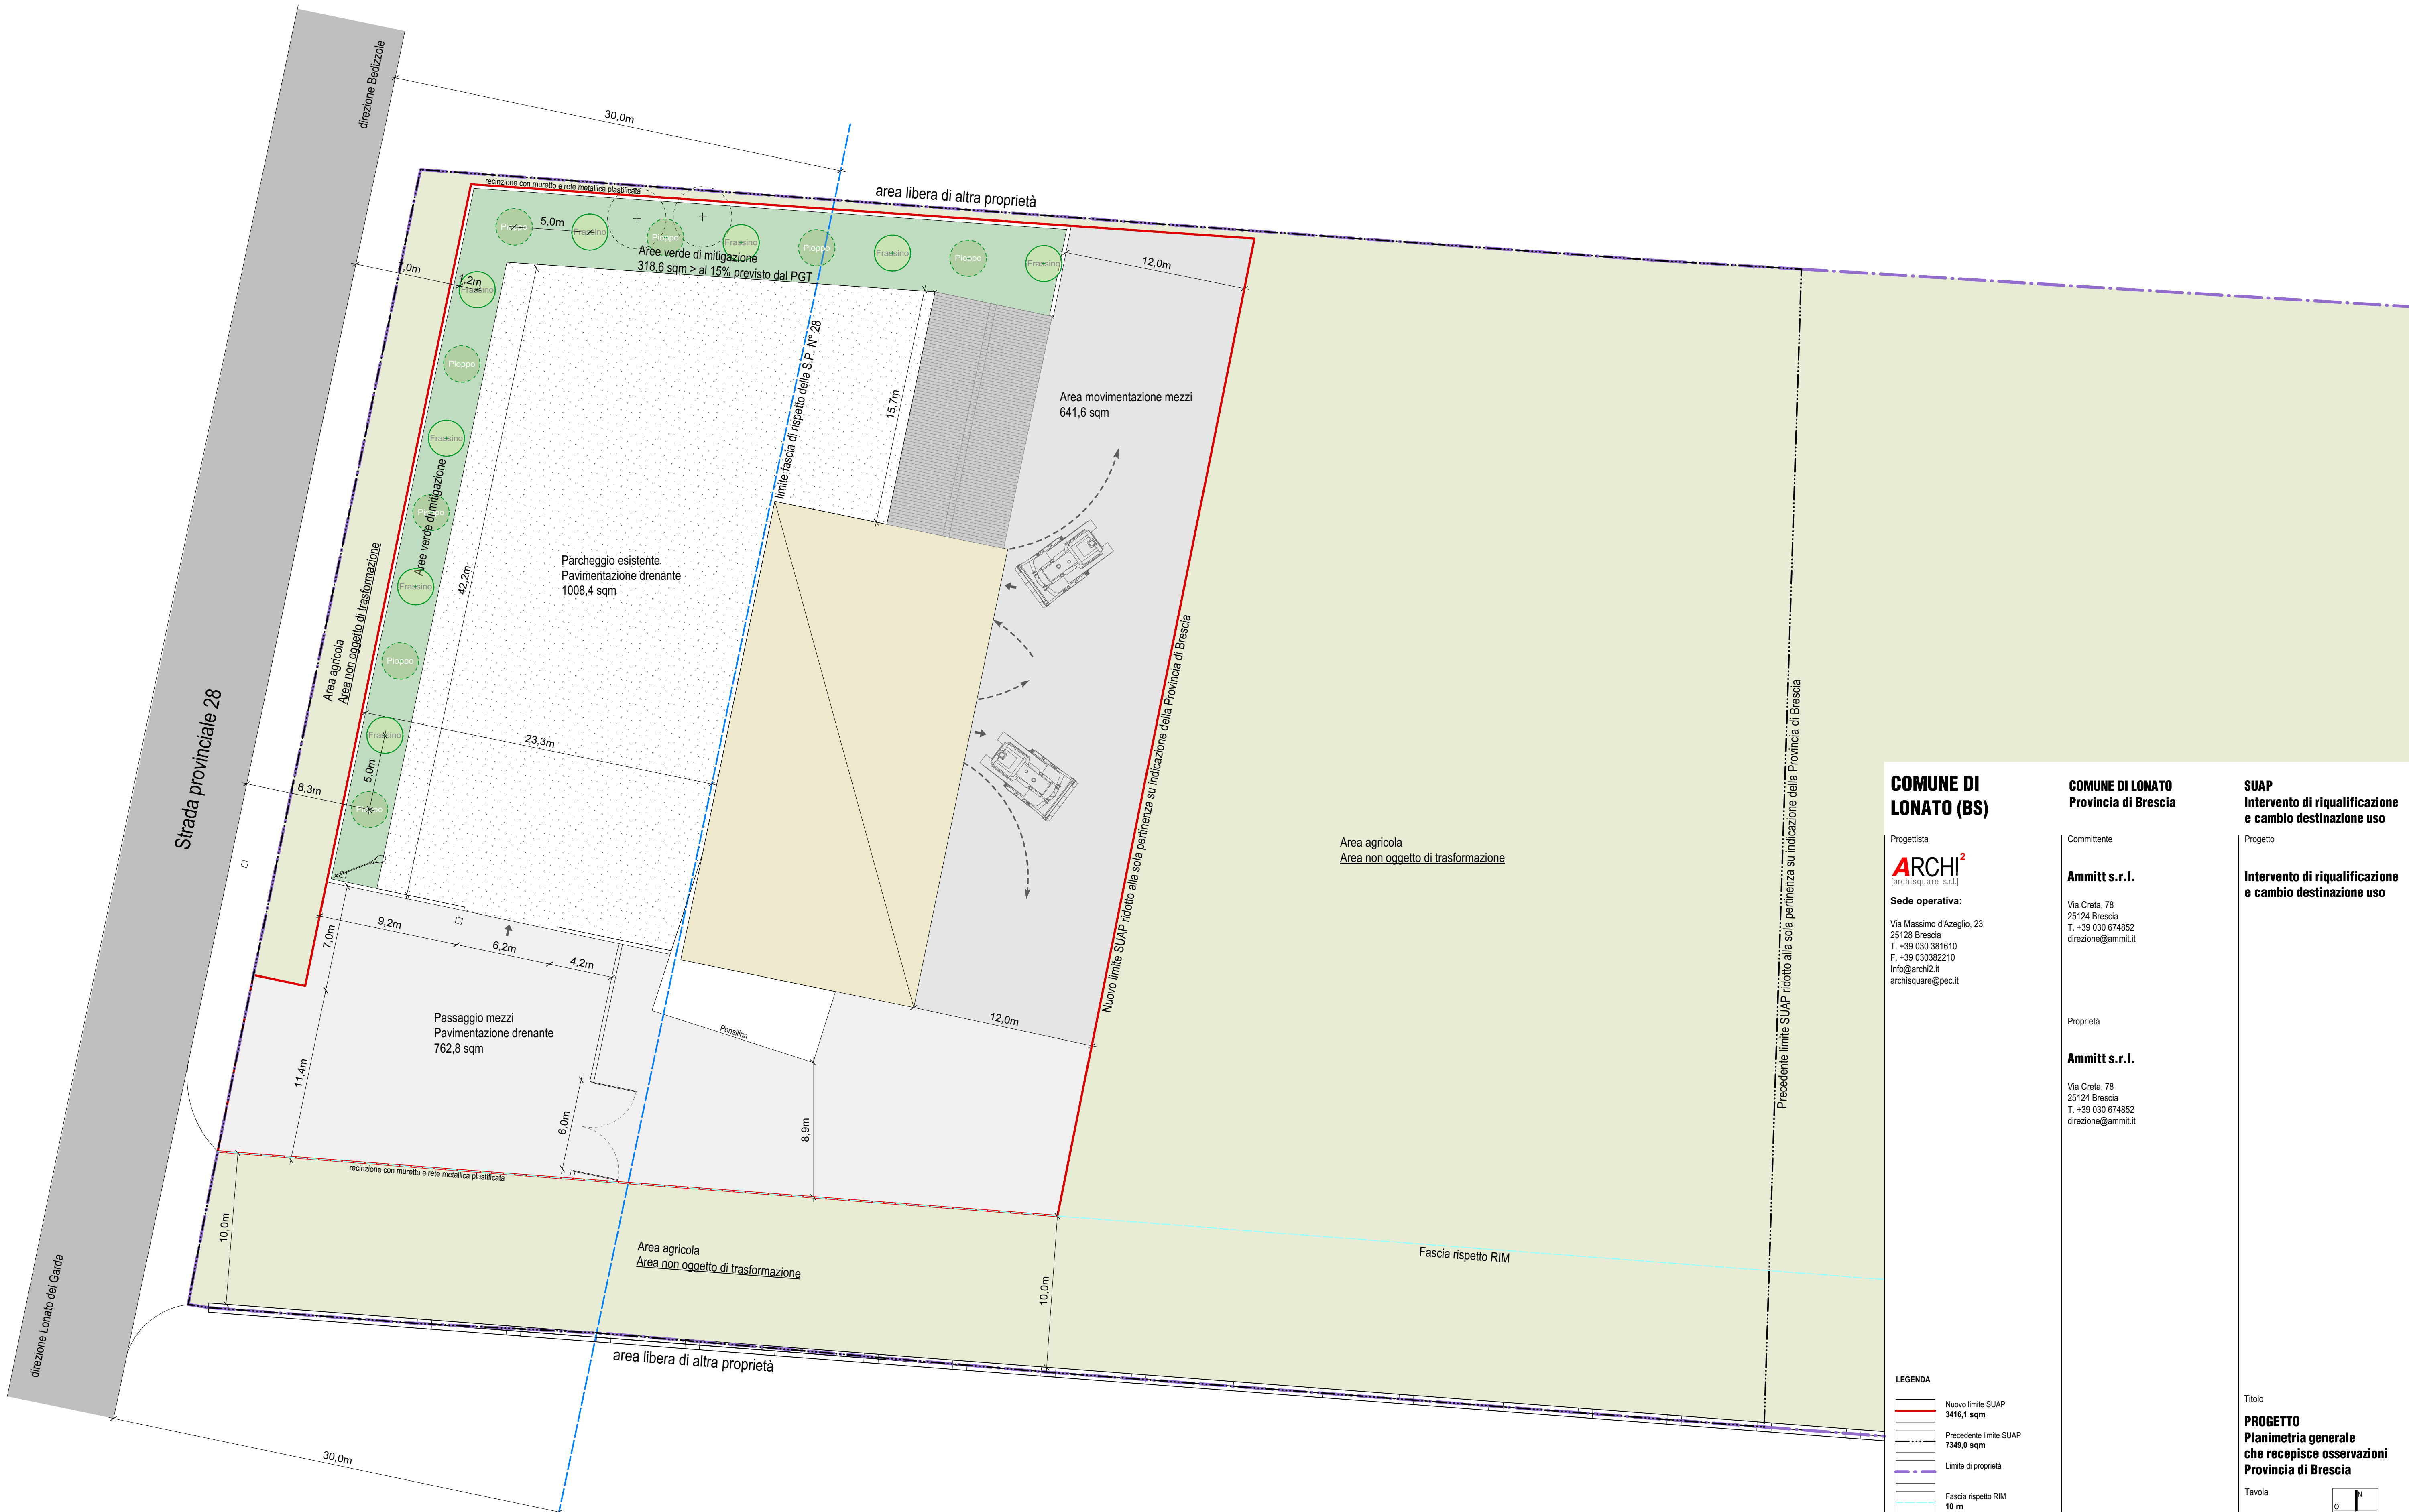 direzione Bedizzole
30,0m
area libera di altra proprietà
recinzione con muretto e rete metallica plastificata
Pioppo
5,0m
Frassino
Pioppo
Frassino
Pioppo
Frassino
Pioppo
Frassino
Aree verde di mitigazione
318,6 sqm > al 15% previsto dal PGT
12,0m
7,0m
1,2m
Frassino
Pioppo
Frassino
Pioppo
Frassino
Pioppo
Frassino
Pioppo
Aree verde di mitigazione
limite fascia di rispetto della S.P. N° 28
15,7m
Area movimentazione mezzi
641,6 sqm
42,2m
Parcheggio esistente
Pavimentazione drenante
1008,4 sqm
Area agricola
Area non oggetto di trasformazione
Strada provinciale 28
23,3m
5,0m
8,3m
Nuovo limite SUAP ridotto alla sola pertinenza su indicazione della Provincia di Brescia
Precedente limite SUAP ridotto alla sola pertinenza su indicazione della Provincia di Brescia
Area agricola
Area non oggetto di trasformazione
9,2m
6,2m
4,2m
7,0m
11,4m
Passaggio mezzi
Pavimentazione drenante
762,8 sqm
Pensilina
12,0m
6,0m
8,9m
recinzione con muretto e rete metallica plastificata
10,0m
Area agricola
Area non oggetto di trasformazione
10,0m
Fascia rispetto RIM
area libera di altra proprietà
direzione Lonato del Garda
30,0m
COMUNE DI
LONATO (BS)
Progettista
ARCHI2
[archisquare s.r.l.]
Sede operativa:
Via Massimo d'Azeglio, 23
25128 Brescia
T. +39 030 381610
F. +39 030382210
Info@archi2.it
archisquare@pec.it
COMUNE DI LONATO
Provincia di Brescia
Committente
Ammitt s.r.l.
Via Creta, 78
25124 Brescia
T. +39 030 674852
direzione@ammit.it
Proprietà
Ammitt s.r.l.
Via Creta, 78
25124 Brescia
T. +39 030 674852
direzione@ammit.it
SUAP
Intervento di riqualificazione
e cambio destinazione uso
Progetto
Intervento di riqualificazione
e cambio destinazione uso
LEGENDA
Nuovo limite SUAP
3416,1 sqm
Precedente limite SUAP
7349,0 sqm
Limite di proprietà
Fascia rispetto RIM
10 m
Titolo
PROGETTO
Planimetria generale
che recepisce osservazioni
Provincia di Brescia
Tavola
N
O